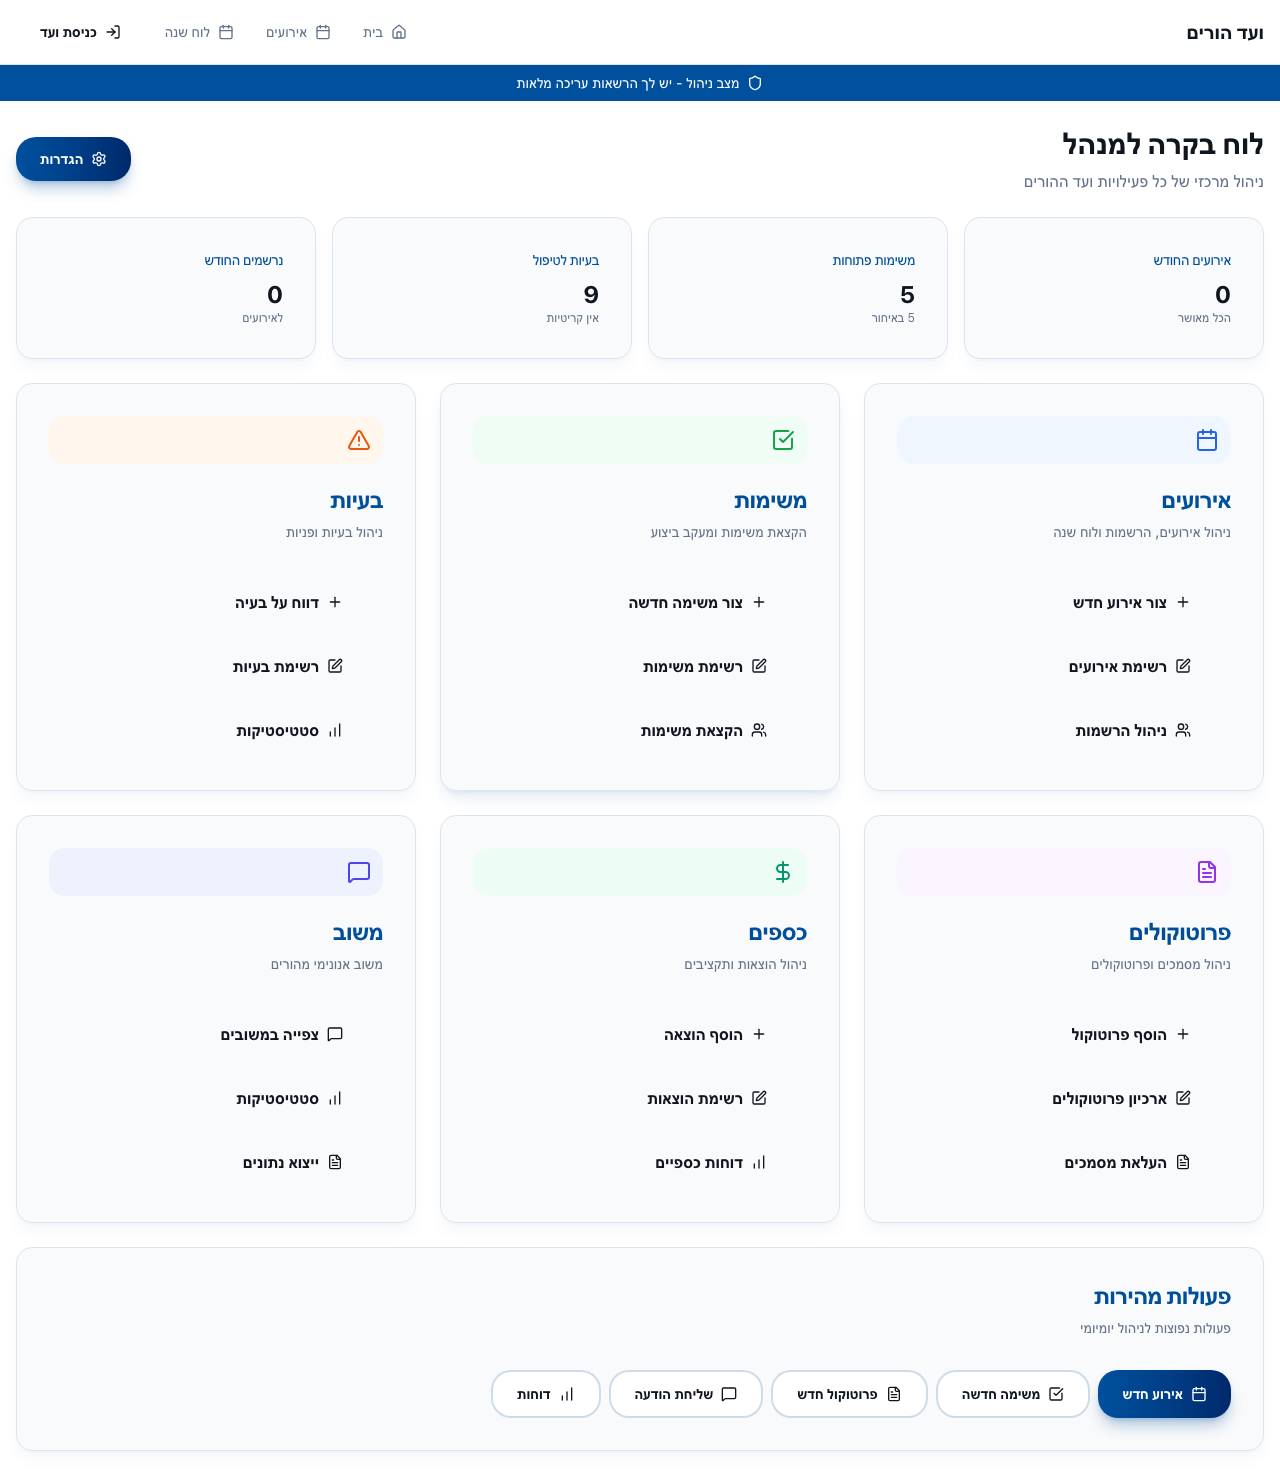 ועד הורים
בית
אירועים
לוח שנה
כניסת ועד
מצב ניהול - יש לך הרשאות עריכה מלאות
לוח בקרה למנהל
ניהול מרכזי של כל פעילויות ועד ההורים
הגדרות
אירועים החודש
0
הכל מאושר
משימות פתוחות
5
5 באיחור
בעיות לטיפול
9
אין קריטיות
נרשמים החודש
0
לאירועים
אירועים
ניהול אירועים, הרשמות ולוח שנה
צור אירוע חדש
רשימת אירועים
ניהול הרשמות
משימות
הקצאת משימות ומעקב ביצוע
צור משימה חדשה
רשימת משימות
הקצאת משימות
בעיות
ניהול בעיות ופניות
דווח על בעיה
רשימת בעיות
סטטיסטיקות
פרוטוקולים
ניהול מסמכים ופרוטוקולים
הוסף פרוטוקול
ארכיון פרוטוקולים
העלאת מסמכים
כספים
ניהול הוצאות ותקציבים
הוסף הוצאה
רשימת הוצאות
דוחות כספיים
משוב
משוב אנונימי מהורים
צפייה במשובים
סטטיסטיקות
ייצוא נתונים
פעולות מהירות
פעולות נפוצות לניהול יומיומי
אירוע חדש
משימה חדשה
פרוטוקול חדש
שליחת הודעה
דוחות